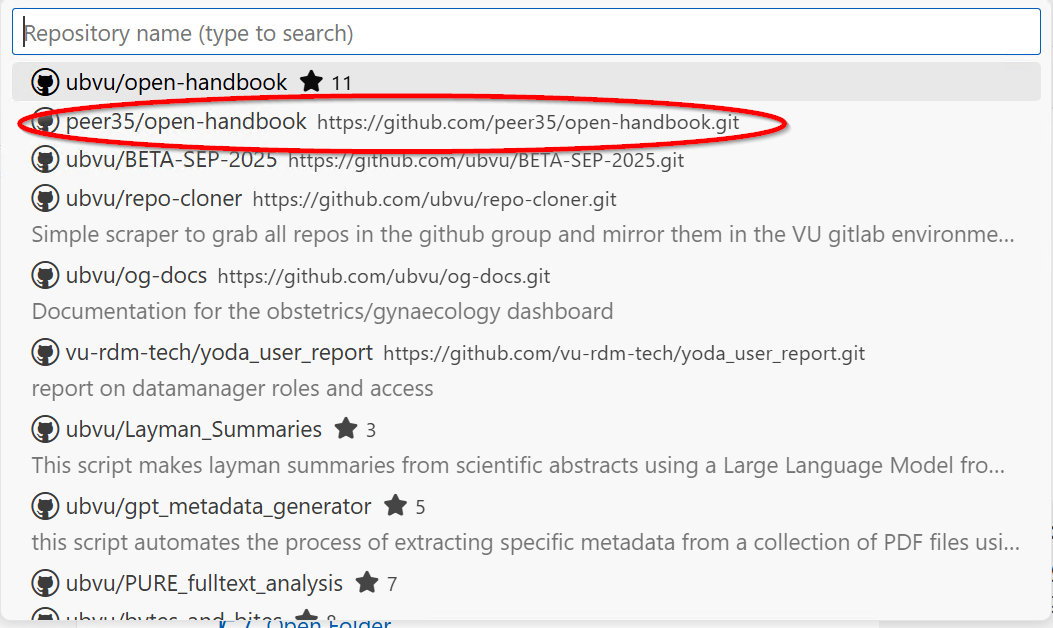 Repository name (type to search)
ubvu/open-handbook ★ 11
peer35/open-handbook https://github.com/peer35/open-handbook.git
ubvu/BETA-SEP-2025 https://github.com/ubvu/BETA-SEP-2025.git
ubvu/repo-cloner https://github.com/ubvu/repo-cloner.git
Simple scraper to grab all repos in the github group and mirror them in the VU gitlab environme...
ubvu/og-docs https://github.com/ubvu/og-docs.git
Documentation for the obstetrics/gynaecology dashboard
vu-rdm-tech/yoda_user_report https://github.com/vu-rdm-tech/yoda_user_report.git
report on datamanager roles and access
ubvu/Layman_Summaries ★ 3
This script makes layman summaries from scientific abstracts using a Large Language Model fro...
ubvu/gpt_metadata_generator ★ 5
this script automates the process of extracting specific metadata from a collection of PDF files usi...
ubvu/PURE_fulltext_analysis ★ 7
ubvu/bytes_and_bites ★
Open Folder